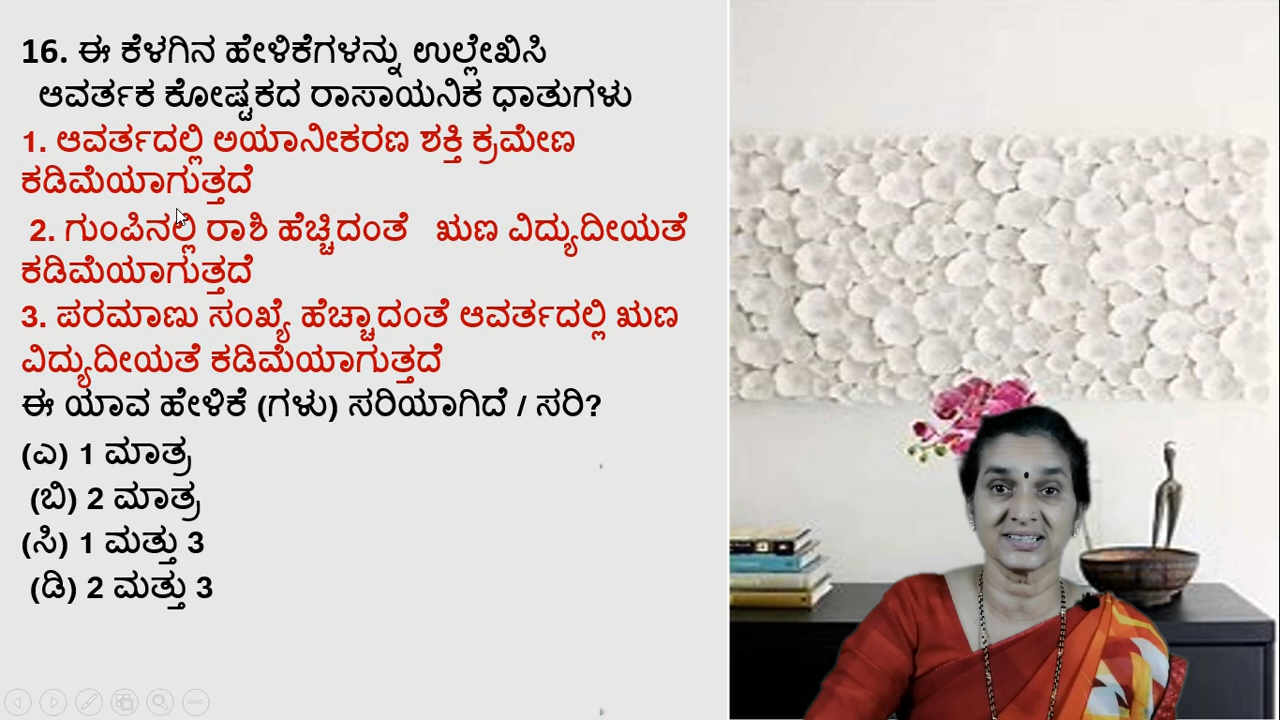 16. ಈ ಕೆಳಗಿನ ಹೇಳಿಕೆಗಳನ್ನು ಉಲ್ಲೇಖಿಸಿ
ಆವರ್ತಕ ಕೋಷ್ಟಕದ ರಾಸಾಯನಿಕ ಧಾತುಗಳು
1. ಆವರ್ತದಲ್ಲಿ ಅಯಾನೀಕರಣ ಶಕ್ತಿ ಕ್ರಮೇಣ
ಕಡಿಮೆಯಾಗುತ್ತದೆ
2. ಗುಂಪಿನಲ್ಲಿ ರಾಶಿ ಹೆಚ್ಚಿದಂತೆ ಋಣ ವಿದ್ಯುದೀಯತೆ
ಕಡಿಮೆಯಾಗುತ್ತದೆ
3. ಪರಮಾಣು ಸಂಖ್ಯೆ ಹೆಚ್ಚಾದಂತೆ ಆವರ್ತದಲ್ಲಿ ಋಣ
ವಿದ್ಯುದೀಯತೆ ಕಡಿಮೆಯಾಗುತ್ತದೆ
ಈ ಯಾವ ಹೇಳಿಕೆ (ಗಳು) ಸರಿಯಾಗಿದೆ / ಸರಿ?
(ಎ) 1 ಮಾತ್ರ
(ಬಿ) 2 ಮಾತ್ರ
(ಸಿ) 1 ಮತ್ತು 3
(ಡಿ) 2 ಮತ್ತು 3